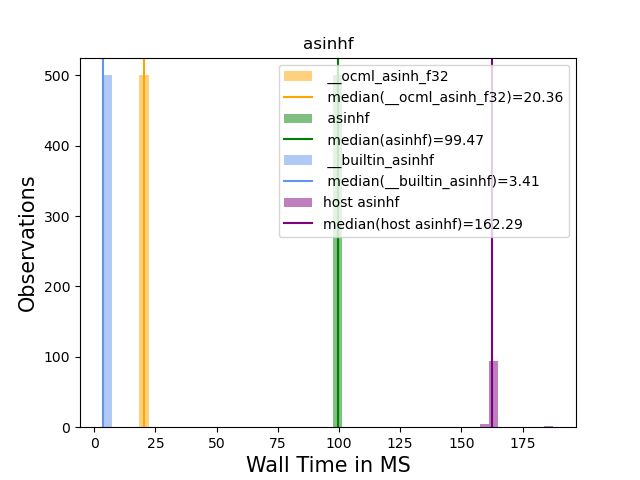 asinhf
500
400
300
200
100
0
Observations
__ocml_asinh_f32
median(__ocml_asinh_f32)=20.36
asinhf
median(asinhf)=99.47
__builtin_asinhf
median(__builtin_asinhf)=3.41
host asinhf
median(host asinhf)=162.29
0 25 50 75 100 125 150 175
Wall Time in MS